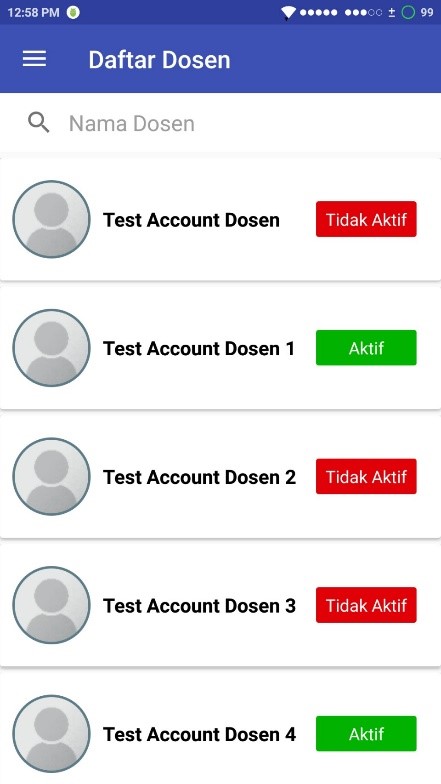 12:58 PM
99
Daftar Dosen
Nama Dosen
Test Account Dosen
Tidak Aktif
Test Account Dosen 1
Aktif
Test Account Dosen 2
Tidak Aktif
Test Account Dosen 3
Tidak Aktif
Test Account Dosen 4
Aktif